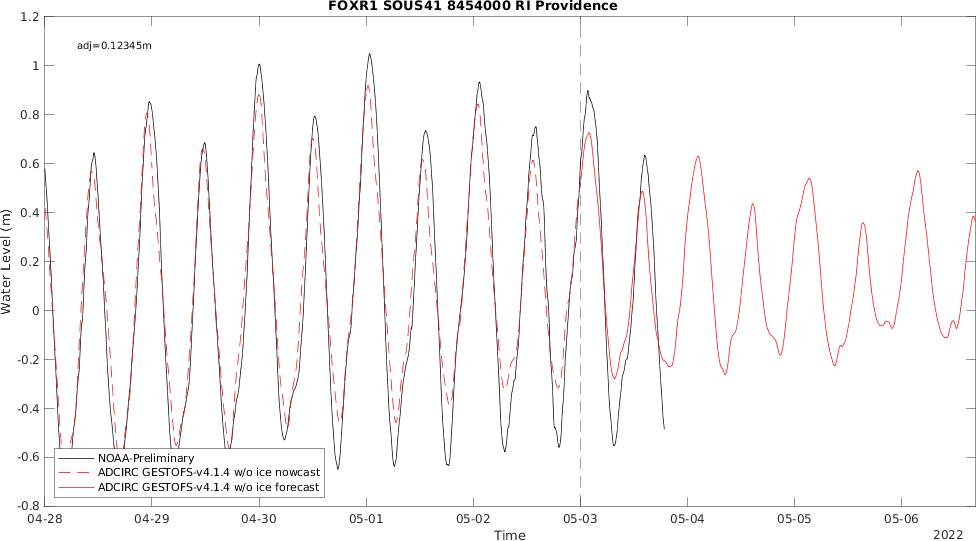 FOXR1 SOUS41 8454000 RI Providence
adj=0.12345m
1.2
1
0.8
0.6
0.4
0.2
0
-0.2
-0.4
-0.6
-0.8
Water Level (m)
NOAA-Preliminary
ADCIRC GESTOFS-v4.1.4 w/o ice nowcast
ADCIRC GESTOFS-v4.1.4 w/o ice forecast
04-28 04-29 04-30 05-01 05-02 05-03 05-04 05-05 05-06
Time
2022